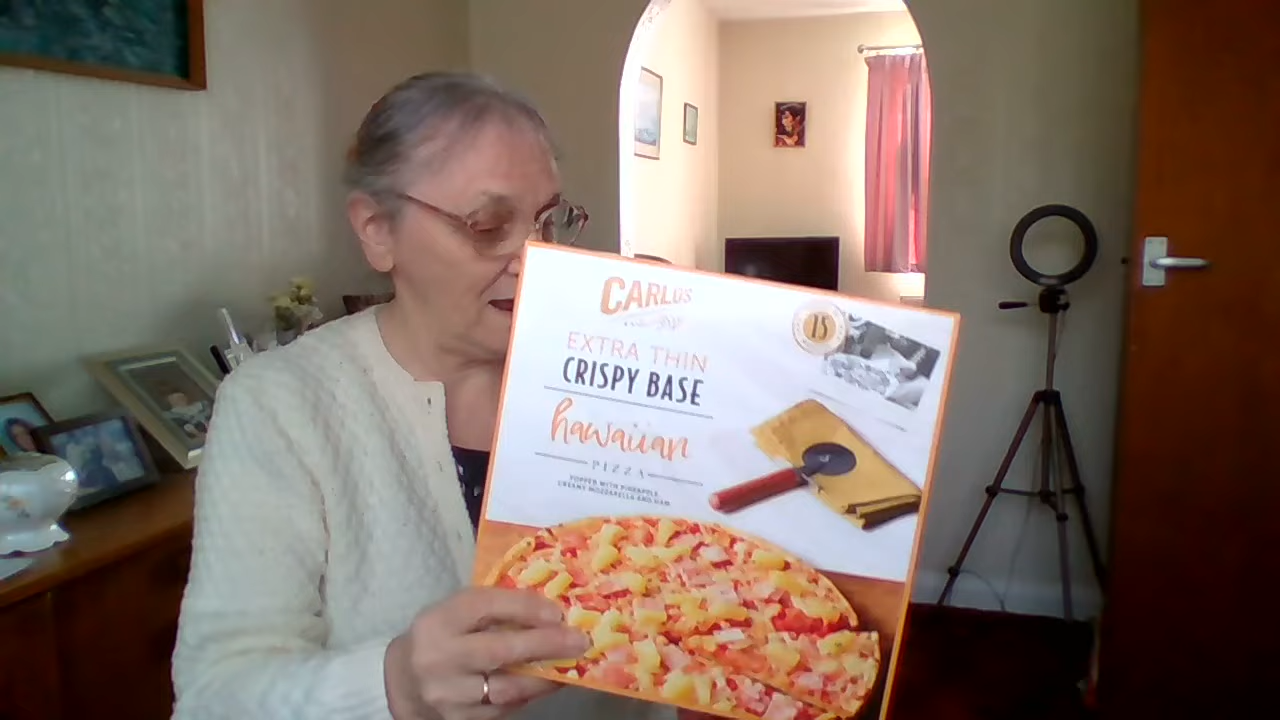 CARLOS
EXTRA THIN
CRISPY BASE
hawaiian
PIZZA
TOPPED WITH PINEAPPLE,
CREAMY MOZZARELLA AND HAM
15